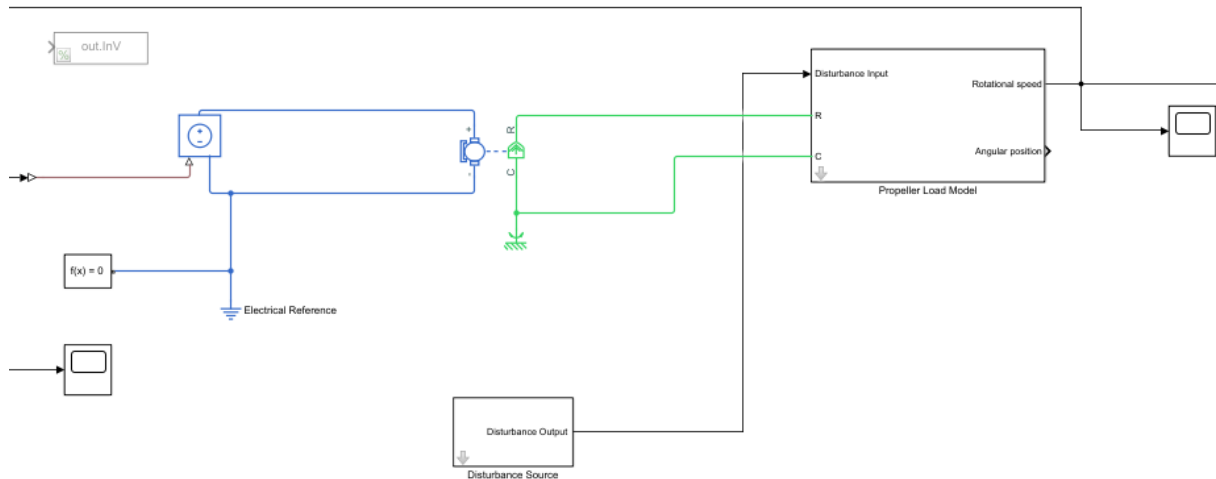 out.InV
Disturbance Input
Rotational speed
R
R
C
C
Angular position
Propeller Load Model
+
-
+
-
f(x) = 0
Electrical Reference
Disturbance Output
Disturbance Source